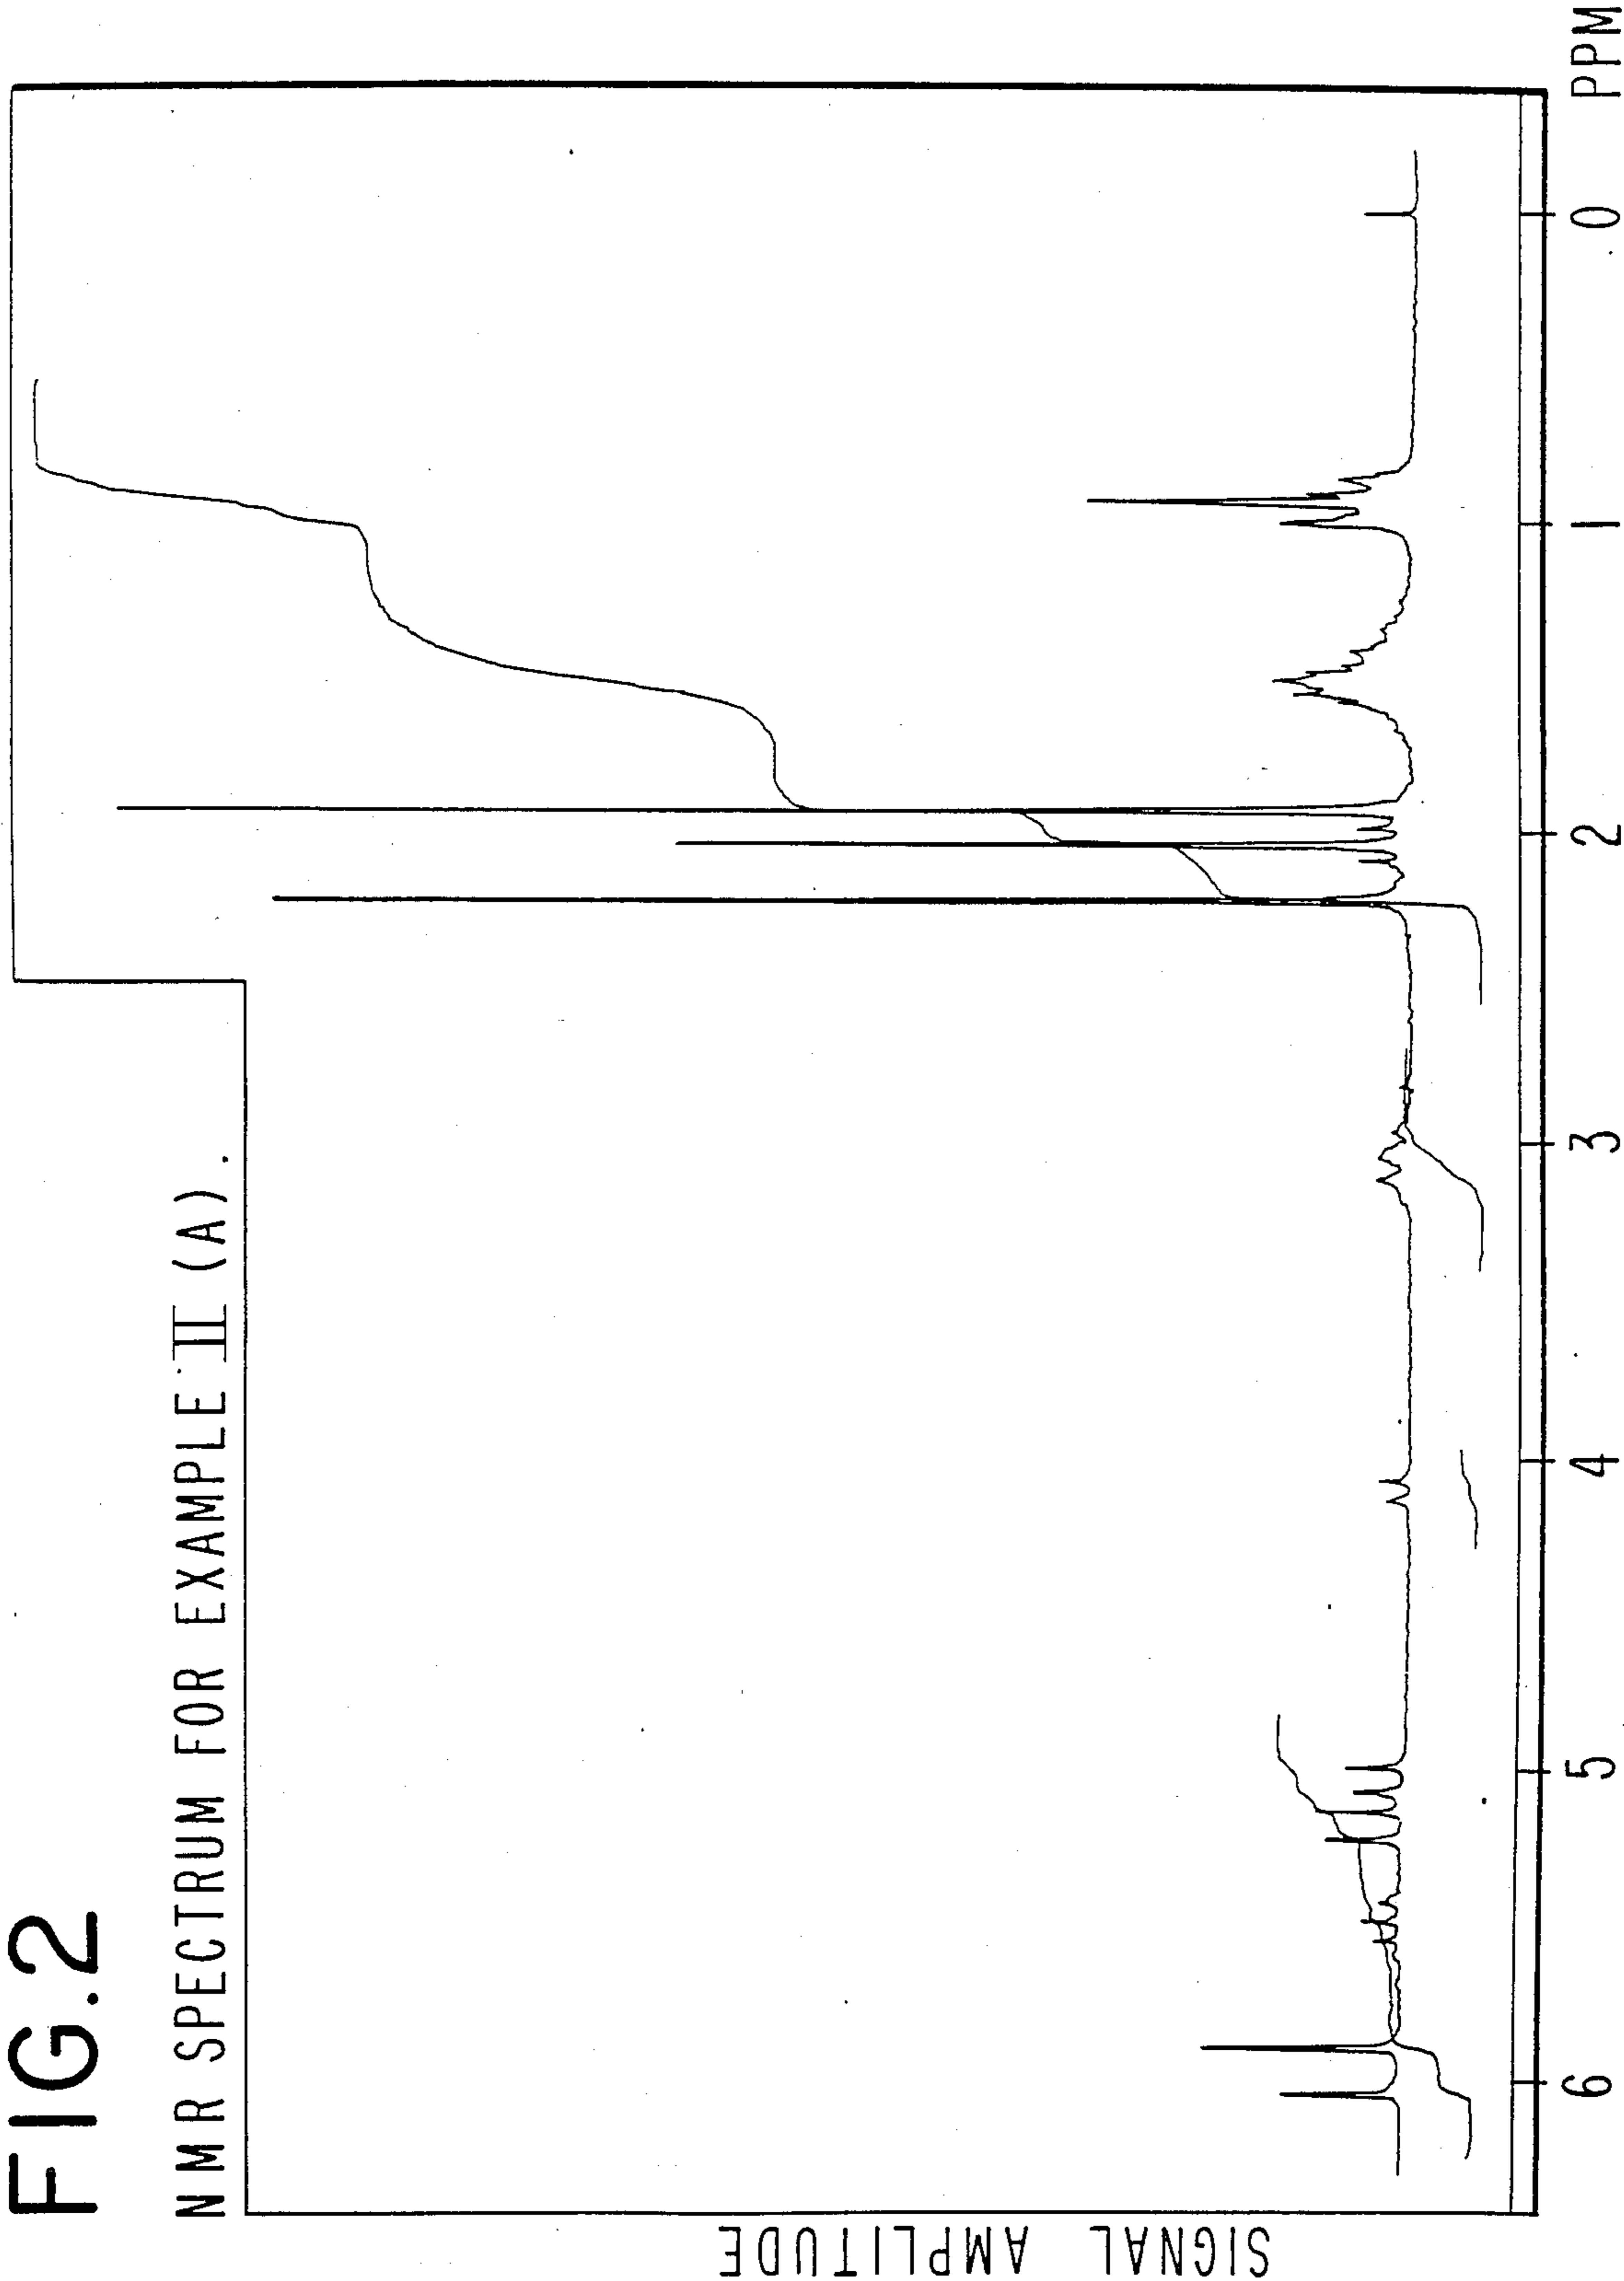 FIG.2
NMR SPECTRUM FOR EXAMPLE II (A).
SIGNAL AMPLITUDE
6 5 4 3 2 1 0 PPM